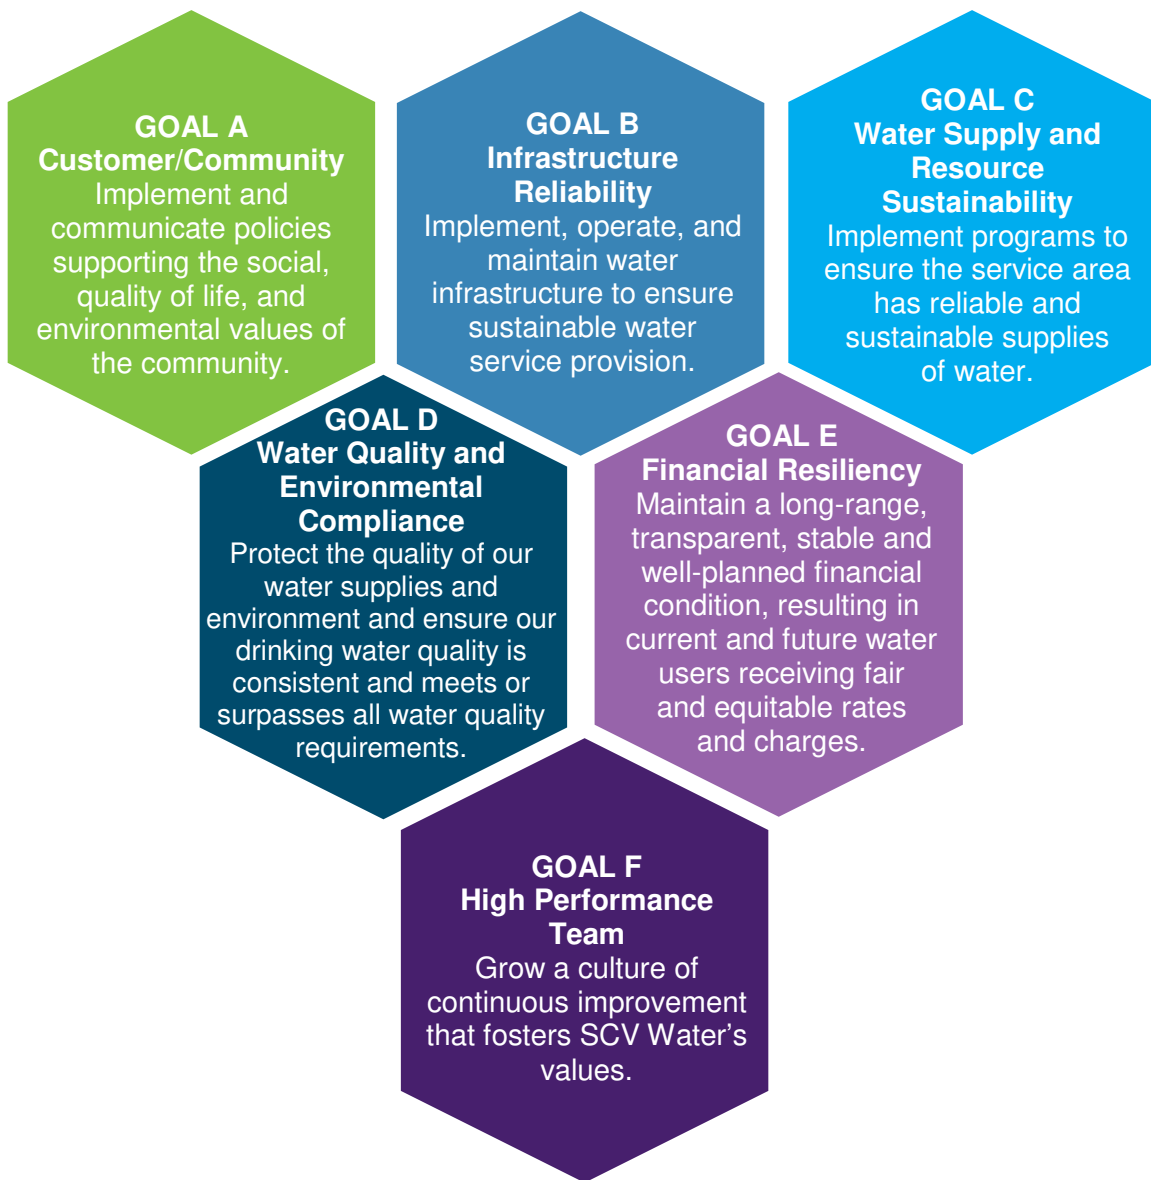 GOAL A
Customer/Community
Implement and
communicate policies
supporting the social,
quality of life, and
environmental values of
the community.
GOAL B
Infrastructure
Reliability
Implement, operate, and
maintain water
infrastructure to ensure
sustainable water
service provision.
GOAL C
Water Supply and
Resource
Sustainability
Implement programs to
ensure the service area
has reliable and
sustainable supplies
of water.
GOAL D
Water Quality and
Environmental
Compliance
Protect the quality of our
water supplies and
environment and ensure our
drinking water quality is
consistent and meets or
surpasses all water quality
requirements.
GOAL E
Financial Resiliency
Maintain a long-range,
transparent, stable and
well-planned financial
condition, resulting in
current and future water
users receiving fair
and equitable rates
and charges.
GOAL F
High Performance
Team
Grow a culture of
continuous improvement
that fosters SCV Water’s
values.